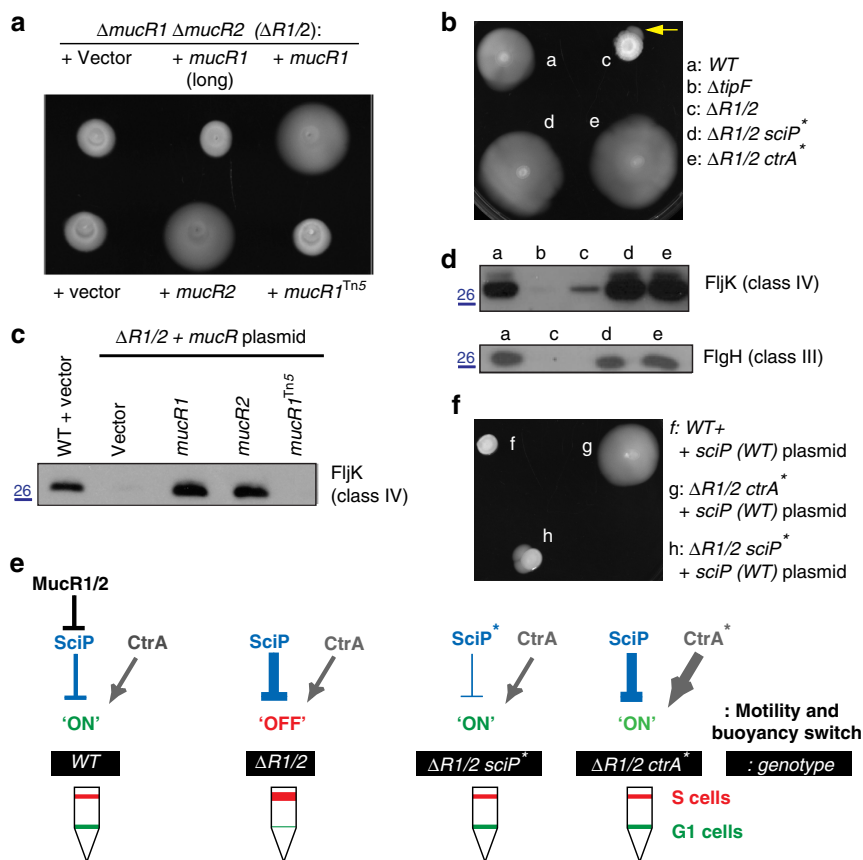 a
ΔmucR1 ΔmucR2 (ΔR1/2):
+ Vector + mucR1 (long) + mucR1
+ vector + mucR2 + mucR1Tn5
b
a
c
d
e
a: WT
b: ΔtipF
c: ΔR1/2
d: ΔR1/2 sciP*
e: ΔR1/2 ctrA*
c
ΔR1/2 + mucR plasmid
WT + vector
Vector
mucR1
mucR2
mucR1Tn5
26
FljK
(class IV)
d
a b c d e
26
FljK (class IV)
a c d e
26
FlgH (class III)
f
f
g
h
f: WT+
+ sciP (WT) plasmid
g: ΔR1/2 ctrA*
+ sciP (WT) plasmid
h: ΔR1/2 sciP*
+ sciP (WT) plasmid
e
MucR1/2
SciP CtrA SciP CtrA SciP* CtrA SciP CtrA*
‘ON’ ‘OFF’ ‘ON’ ‘ON’
: Motility and
buoyancy switch
WT ΔR1/2 ΔR1/2 sciP* ΔR1/2 ctrA* : genotype
S cells
G1 cells